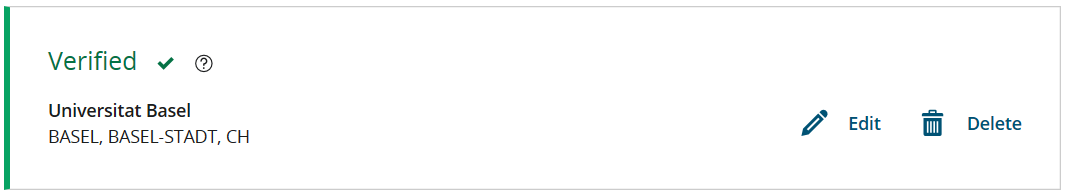 Verified
Universitat Basel
BASEL, BASEL-STADT, CH
Edit Delete